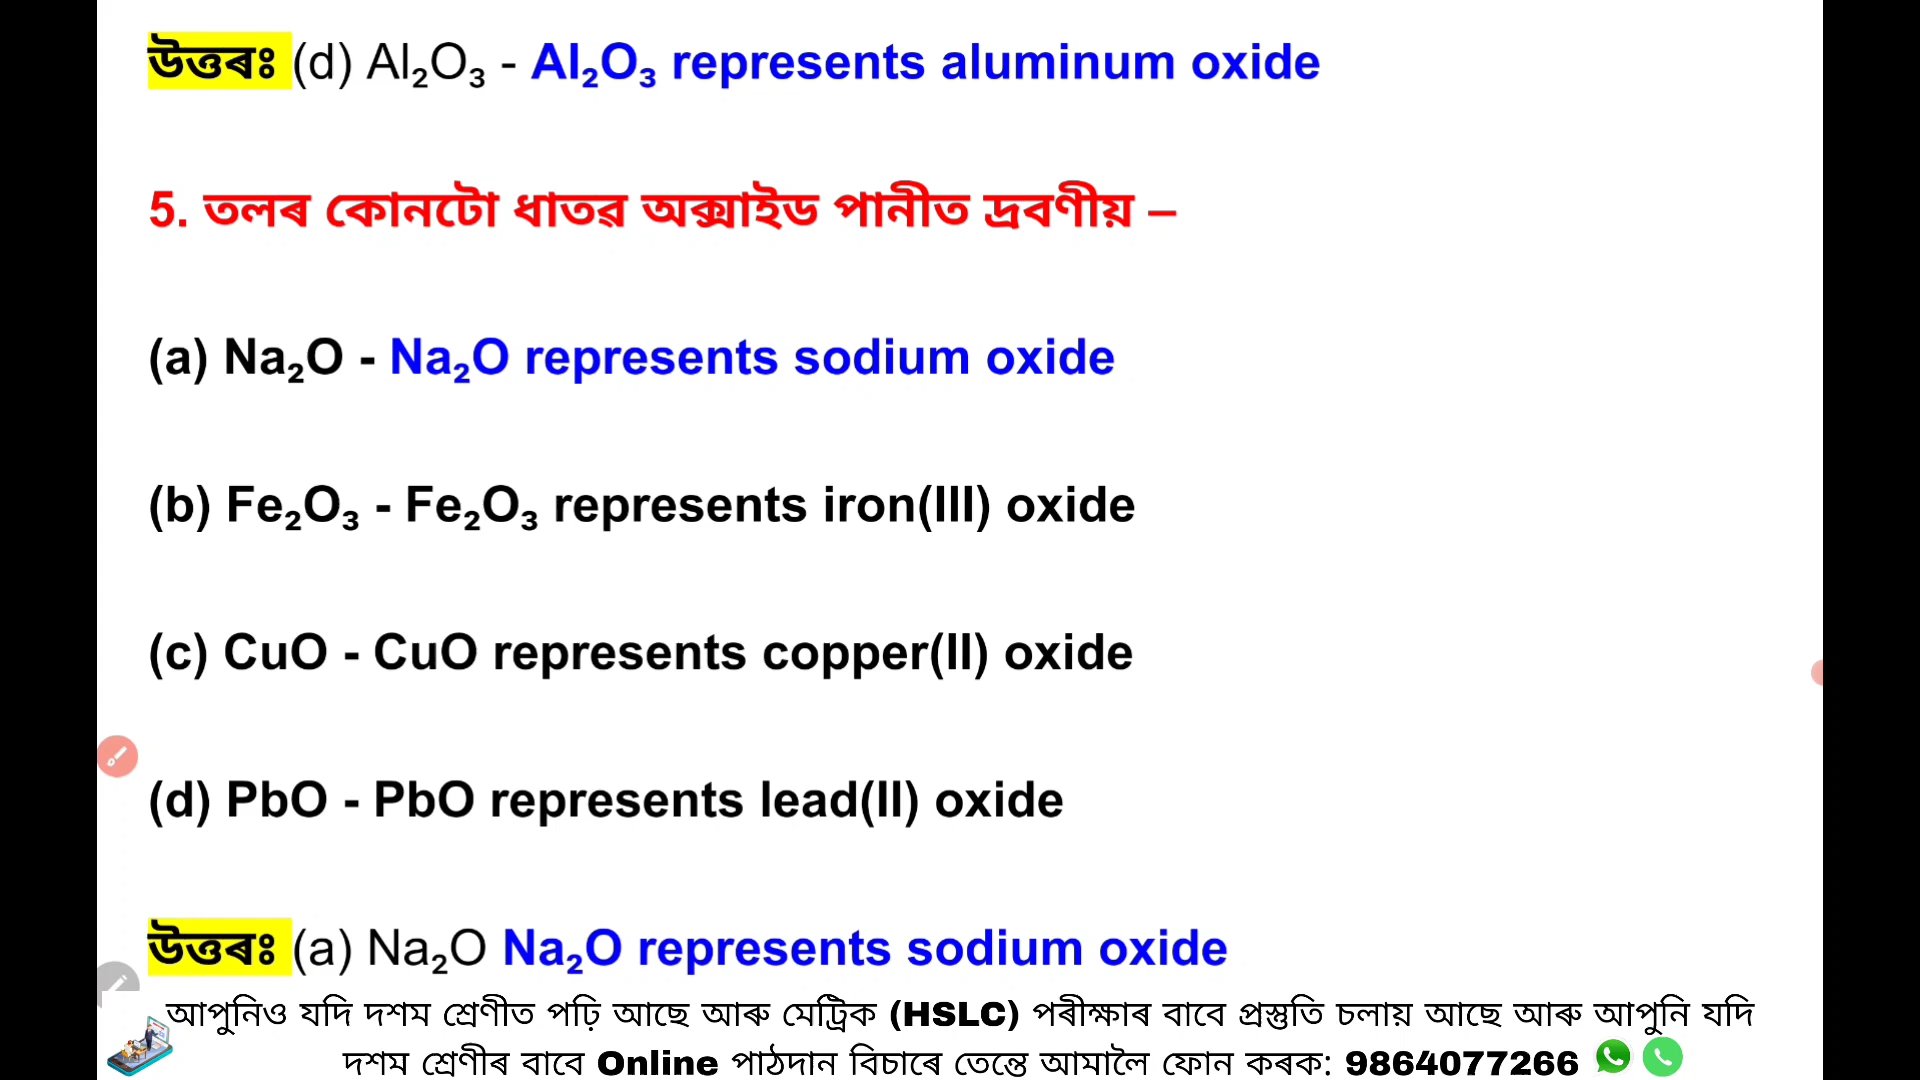 উত্তৰঃ (d) Al₂O₃ - Al₂O₃ represents aluminum oxide
5. তলৰ কোনটো ধাতৱ অক্সাইড পানীত দ্ৰবণীয় –
(a) Na₂O - Na₂O represents sodium oxide
(b) Fe₂O₃ - Fe₂O₃ represents iron(III) oxide
(c) CuO - CuO represents copper(II) oxide
(d) PbO - PbO represents lead(II) oxide
উত্তৰঃ (a) Na₂O Na₂O represents sodium oxide
আপুনিও যদি দশম শ্ৰেণীত পঢ়ি আছে আৰু মেট্ৰিক (HSLC) পৰীক্ষাৰ বাবে প্ৰস্তুতি চলায় আছে আৰু আপুনি যদি
দশম শ্ৰেণীৰ বাবে Online পাঠদান বিচাৰে তেন্তে আমালৈ ফোন কৰক: 9864077266